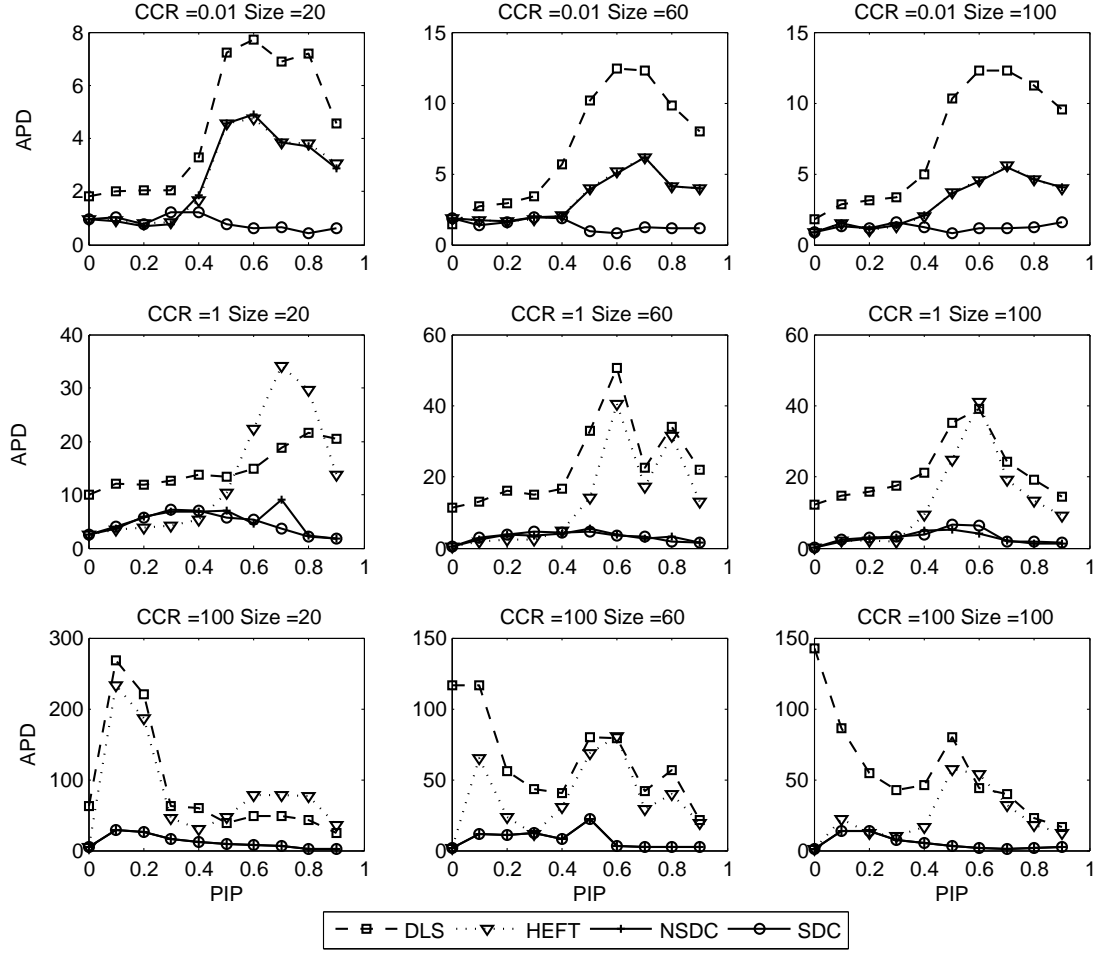 CCR =0.01 Size =20
CCR =0.01 Size =60
CCR =0.01 Size =100
8
6
4
2
0
APD
0 0.2 0.4 0.6 0.8 1
15
10
5
0
0 0.2 0.4 0.6 0.8 1
15
10
5
0
0 0.2 0.4 0.6 0.8 1
CCR =1 Size =20
CCR =1 Size =60
CCR =1 Size =100
40
30
20
10
0
APD
0 0.2 0.4 0.6 0.8 1
60
40
20
0
0 0.2 0.4 0.6 0.8 1
60
40
20
0
0 0.2 0.4 0.6 0.8 1
CCR =100 Size =20
CCR =100 Size =60
CCR =100 Size =100
300
200
100
0
APD
0 0.2 0.4 0.6 0.8 1
PIP
150
100
50
0
0 0.2 0.4 0.6 0.8 1
PIP
150
100
50
0
0 0.2 0.4 0.6 0.8 1
PIP
DLS HEFT NSDC SDC